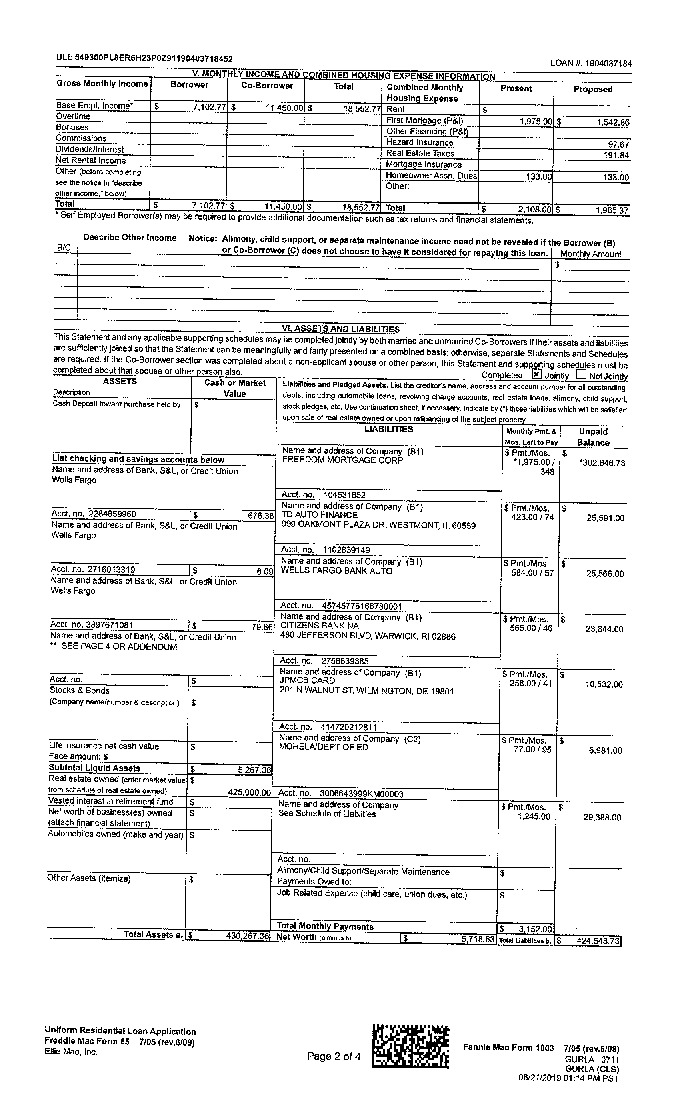 ULI: 549300PL8ER6H23P0Z91190403718452
LOAN #: 1904037184
V. MONTHLY INCOME AND COMBINED HOUSING EXPENSE INFORMATION
Gross Monthly Income Borrower Co-Borrower Total Combined Monthly Housing Expense Present Proposed
Base Empl. Income* $ 7,102.77 $ 11,450.00 $ 18,552.77 Rent $
Overtime First Mortgage (P&I) 1,975.00 $ 1,542.86
Bonuses Other Financing (P&I)
Commissions Hazard Insurance 97.67
Dividends/Interest Real Estate Taxes 191.84
Net Rental Income Mortgage Insurance
Other (before completing Homeowner Assn. Dues 133.00 133.00
see the notice in "describe Other:
other income," below)
Total $ 7,102.77 $ 11,450.00 $ 18,552.77 Total $ 2,108.00 $ 1,965.37
* Self Employed Borrower(s) may be required to provide additional documentation such as tax returns and financial statements.
Describe Other Income Notice: Alimony, child support, or separate maintenance income need not be revealed if the Borrower (B)
or Co-Borrower (C) does not choose to have it considered for repaying this loan.
B/C Monthly Amount
$
VI. ASSETS AND LIABILITIES
This Statement and any applicable supporting schedules may be completed jointly by both married and unmarried Co-Borrowers if their assets and liabilities
are sufficiently joined so that the Statement can be meaningfully and fairly presented on a combined basis; otherwise, separate Statements and Schedules
are required. If the Co-Borrower section was completed about a non-applicant spouse or other person, this Statement and supporting schedules must be
completed about that spouse or other person also.
Completed Jointly Not Jointly
ASSETS Cash or Market Value
Description
Cash Deposit toward purchase held by $
Liabilities and Pledged Assets. List the creditor's name, address and account number for all outstanding
debts, including automobile loans, revolving charge accounts, real estate loans, alimony, child support,
stock pledges, etc. Use continuation sheet, if necessary. Indicate by (*) those liabilities which will be satisfied
upon sale of real estate owned or upon refinancing of the subject property.
LIABILITIES Monthly Pmt. & Mos. Left to Pay Unpaid Balance
List checking and savings accounts below
Name and address of Bank, S&L, or Credit Union
Wells Fargo
Name and address of Company (B1) $ Pmt./Mos. $
FREEDOM MORTGAGE CORP *1,975.00 / 348 *302,846.73
Acct. no. 104531652
Acct. no. 3284859960 $ 676.38
Name and address of Bank, S&L, or Credit Union
Wells Fargo
Name and address of Company (B1) $ Pmt./Mos. $
TD AUTO FINANCE 423.00 / 74 25,591.00
999 OAKMONT PLAZA DR, WESTMONT, IL 60559
Acct. no. 1102839149
Acct. no. 2716013319 $ 6.09
Name and address of Bank, S&L, or Credit Union
Wells Fargo
Name and address of Company (B1) $ Pmt./Mos. $
WELLS FARGO BANK AUTO 584.00 / 57 25,566.00
Acct. no. 45745775168730001
Acct. no. 2897671081 $ 79.66
Name and address of Bank, S&L, or Credit Union
** SEE PAGE 4 OR ADDENDUM
Name and address of Company (B1) $ Pmt./Mos. $
CITIZENS BANK NA 565.00 / 46 23,644.00
480 JEFFERSON BLVD, WARWICK, RI 02886
Acct. no. 2756639385
Acct. no. $
Name and address of Company (B1) $ Pmt./Mos. $
JPMCB CARD 258.00 / 41 10,532.00
201 N WALNUT ST, WILMINGTON, DE 19801
Stocks & Bonds $
(Company name/number & description)
Acct. no. 414720212811
Name and address of Company (C2) $ Pmt./Mos. $
MOHELA/DEPT OF ED 77.00 / 95 5,981.00
Life insurance net cash value $
Face amount: $
Subtotal Liquid Assets $ 5,267.36
Real estate owned (enter market value $
from schedule of real estate owned) 425,000.00
Acct. no. 3006643999KM00003
Vested interest in retirement fund $
Name and address of Company $ Pmt./Mos. $
See Schedule of Liabilities 1,245.00 29,388.00
Net worth of business(es) owned $
(attach financial statement)
Automobiles owned (make and year) $
Acct. no.
Alimony/Child Support/Separate Maintenance $
Payments Owed to:
Other Assets (itemize) $
Job Related Expense (child care, union dues, etc.) $
Total Monthly Payments $ 3,152.00
Total Assets a. $ 430,267.36 Net Worth $ 5,718.63 Total Liabilities b. $ 424,548.73
Uniform Residential Loan Application
Freddie Mac Form 65 7/05 (rev.6/09)
Ellie Mae, Inc.
Page 2 of 4
Fannie Mae Form 1003 7/05 (rev.6/09)
GURLA 0711
GURLA (CLS)
06/27/2019 01:14 PM PST